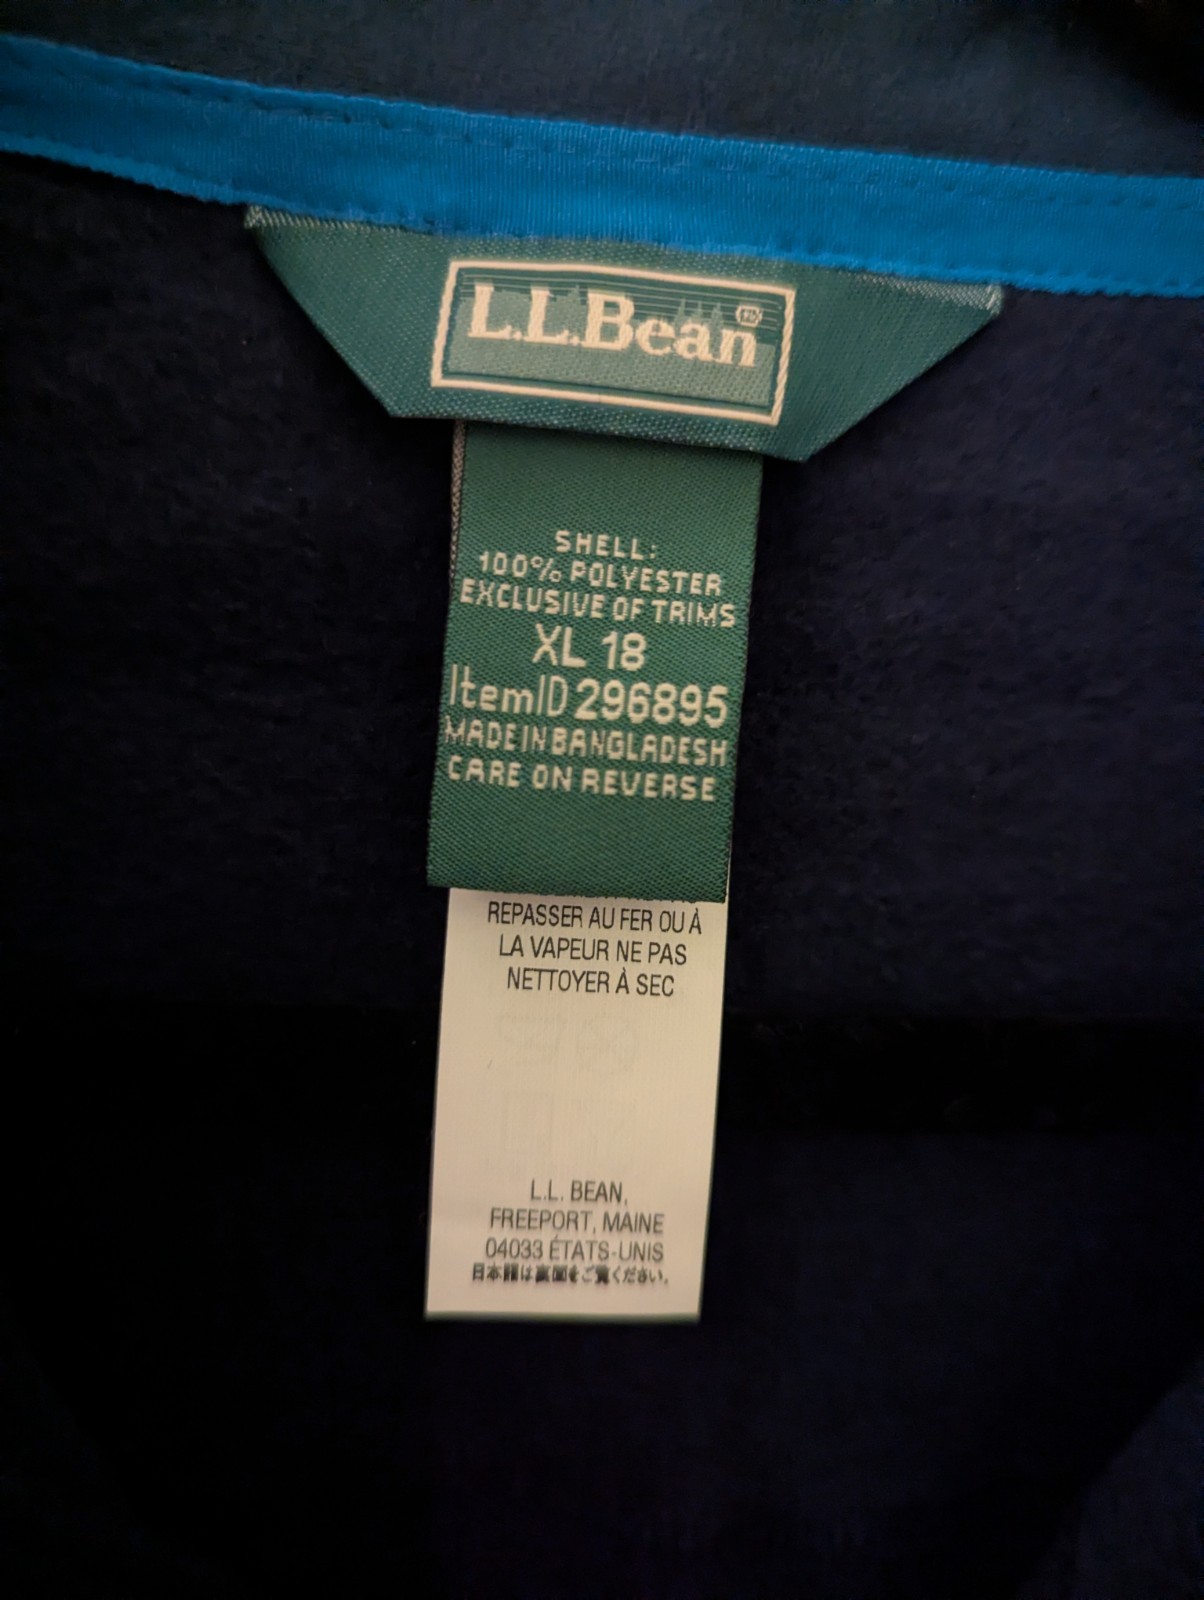 L.L.Bean®
SHELL:
100% POLYESTER
EXCLUSIVE OF TRIMS
XL 18
ItemID 296895
MADE IN BANGLADESH
CARE ON REVERSE
REPASSER AU FER OU À
LA VAPEUR NE PAS
NETTOYER À SEC
L.L. BEAN,
FREEPORT, MAINE
04033 ÉTATS-UNIS
日本語は裏面をご覧ください。